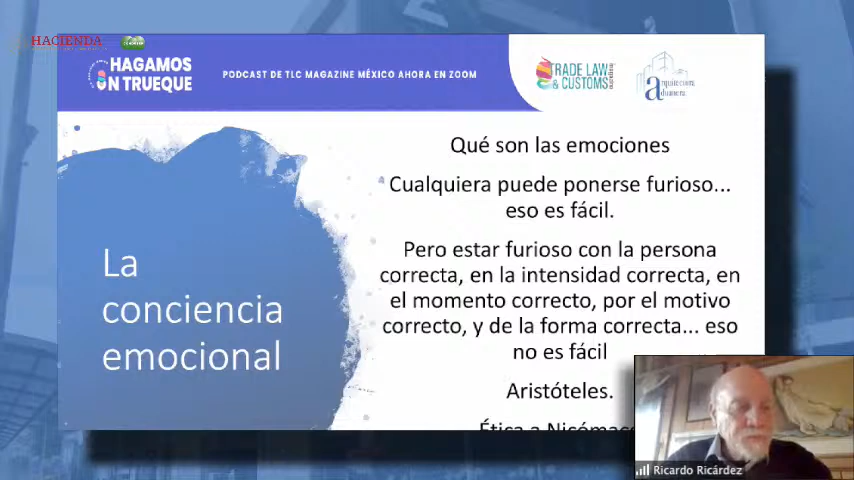 HACIENDA
HAGAMOS
UN TRUEQUE
PODCAST DE TLC MAGAZINE MÉXICO AHORA EN ZOOM
TRADE LAW
& CUSTOMS
arquitectura
aduanera
La
conciencia
emocional
Qué son las emociones
Cualquiera puede ponerse furioso...
eso es fácil.
Pero estar furioso con la persona
correcta, en la intensidad correcta, en
el momento correcto, por el motivo
correcto, y de la forma correcta... eso
no es fácil
Aristóteles.
Ética a
Ricardo Ricárdez